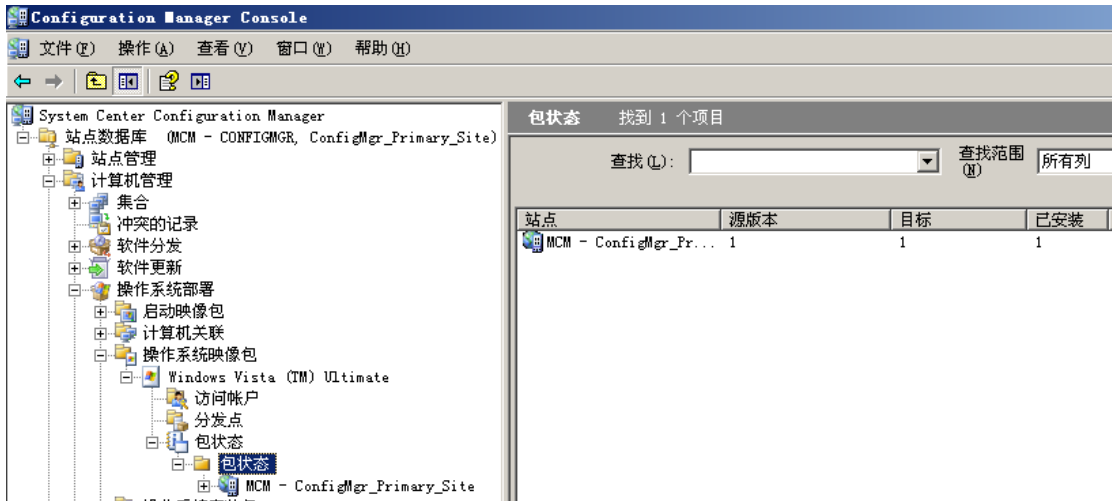 Configuration Manager Console
文件(F) 操作(A) 查看(V) 窗口(W) 帮助(H)
System Center Configuration Manager
站点数据库 (MCM - CONFIGMGR, ConfigMgr_Primary_Site)
站点管理
计算机管理
集合
冲突的记录
软件分发
软件更新
操作系统部署
启动映像包
计算机关联
操作系统映像包
Windows Vista (TM) Ultimate
访问帐户
分发点
包状态
包状态
MCM - ConfigMgr_Primary_Site
包状态 找到 1 个项目
查找(L): 查找范围(N) 所有列
站点 源版本 目标 已安装
MCM - ConfigMgr_Pr... 1 1 1